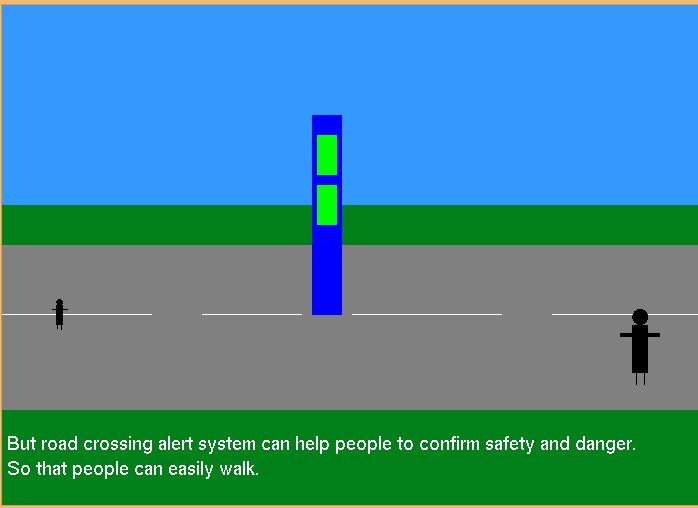 But road crossing alert system can help people to confirm safety and danger.
So that people can easily walk.